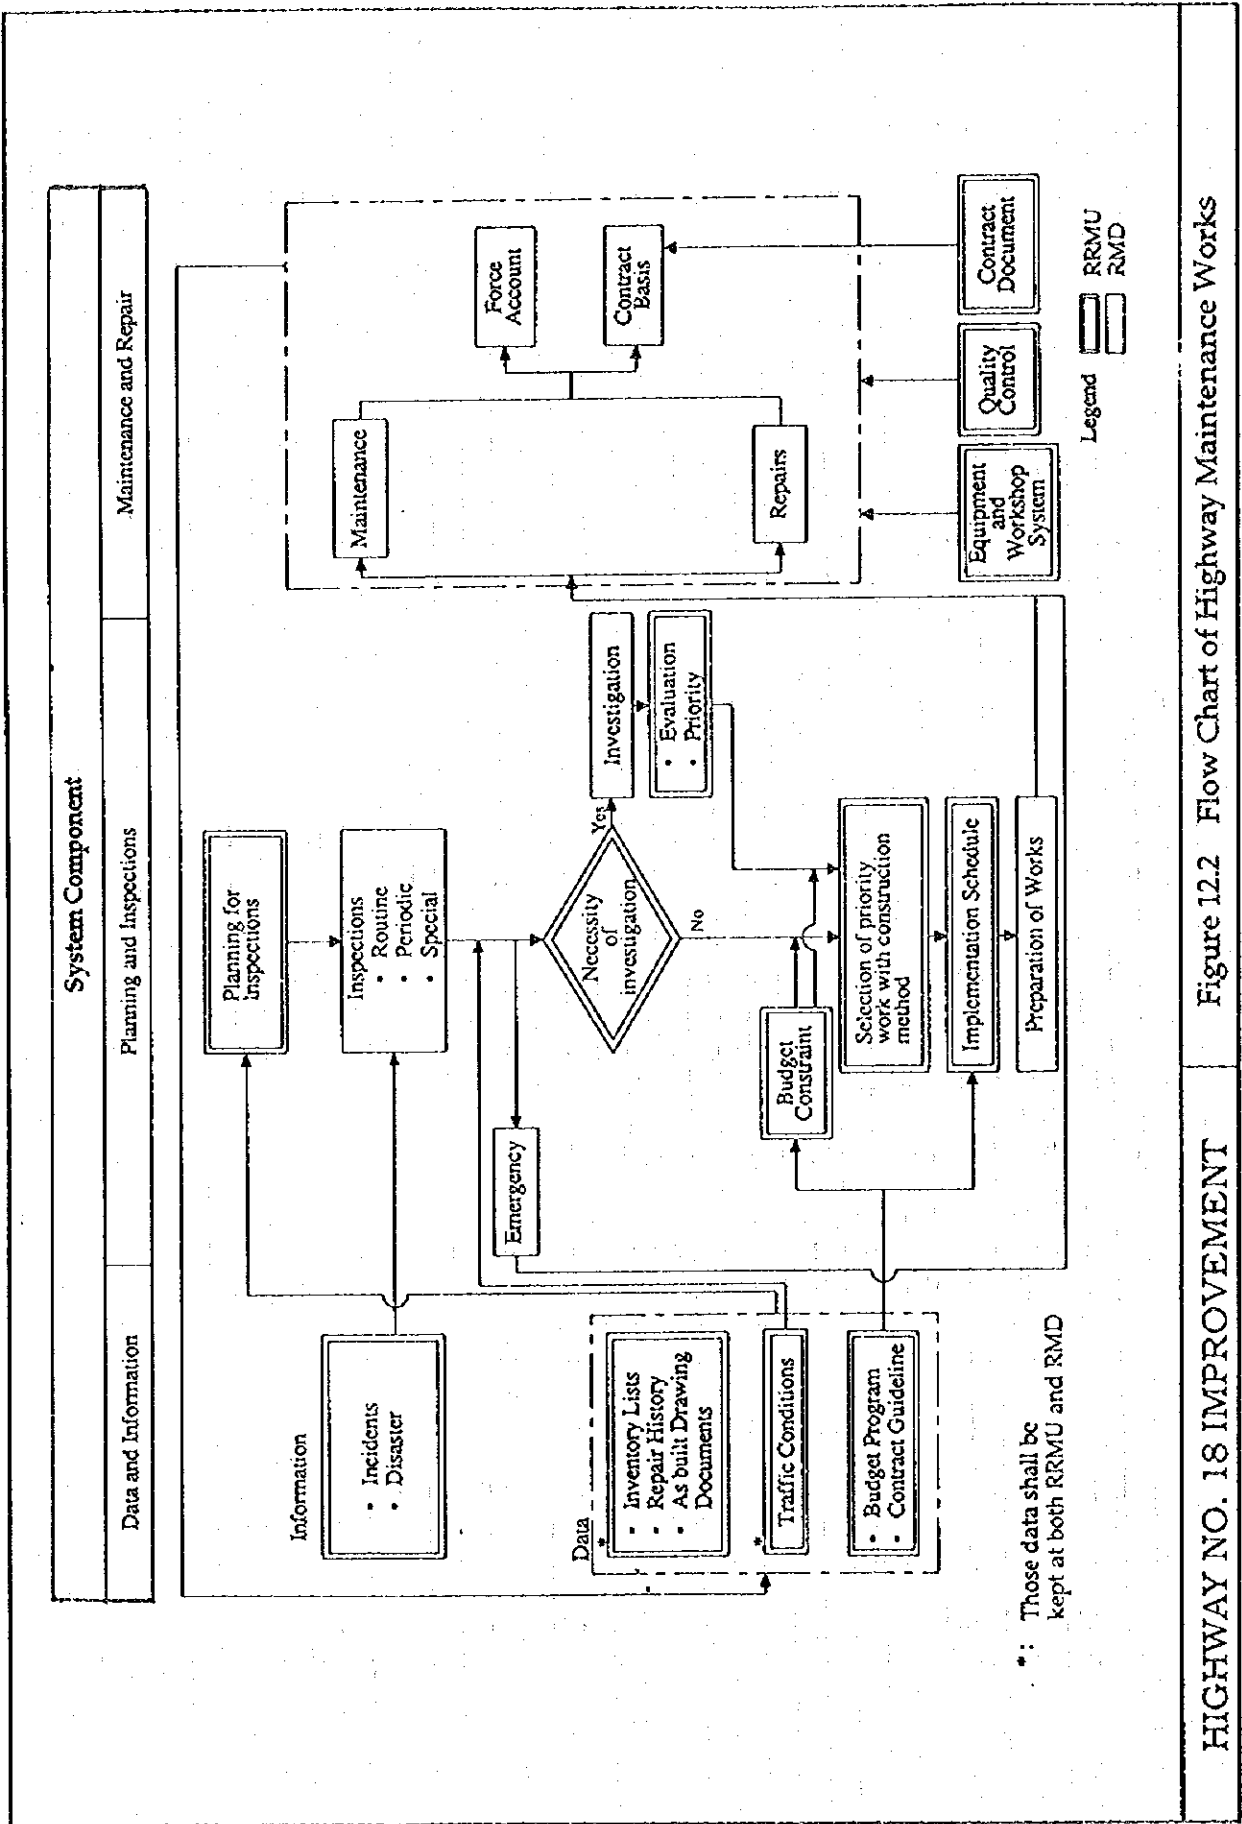 System Component
Data and Information
Planning and Inspections
Maintenance and Repair
Information
• Incidents
• Disaster
Data
*
• Inventory Lists
• Repair History
• As built Drawing
Documents
*
Traffic Conditions
• Budget Program
• Contract Guideline
*: Those data shall be
kept at both RRMU and RMD
Planning for
Inspections
Inspections
• Routine
• Periodic
• Special
Emergency
Necessity
of
investigation
Yes
No
Investigation
• Evaluation
• Priority
Budget
Constraint
Selection of priority
work with construction
method
Implementation Schedule
Preparation of Works
Maintenance
Repairs
Force
Account
Contract
Basis
Equipment
and
Workshop
System
Quality
Control
Contract
Document
Legend
RRMU
RMD
HIGHWAY NO. 18 IMPROVEMENT
Figure 12.2 Flow Chart of Highway Maintenance Works